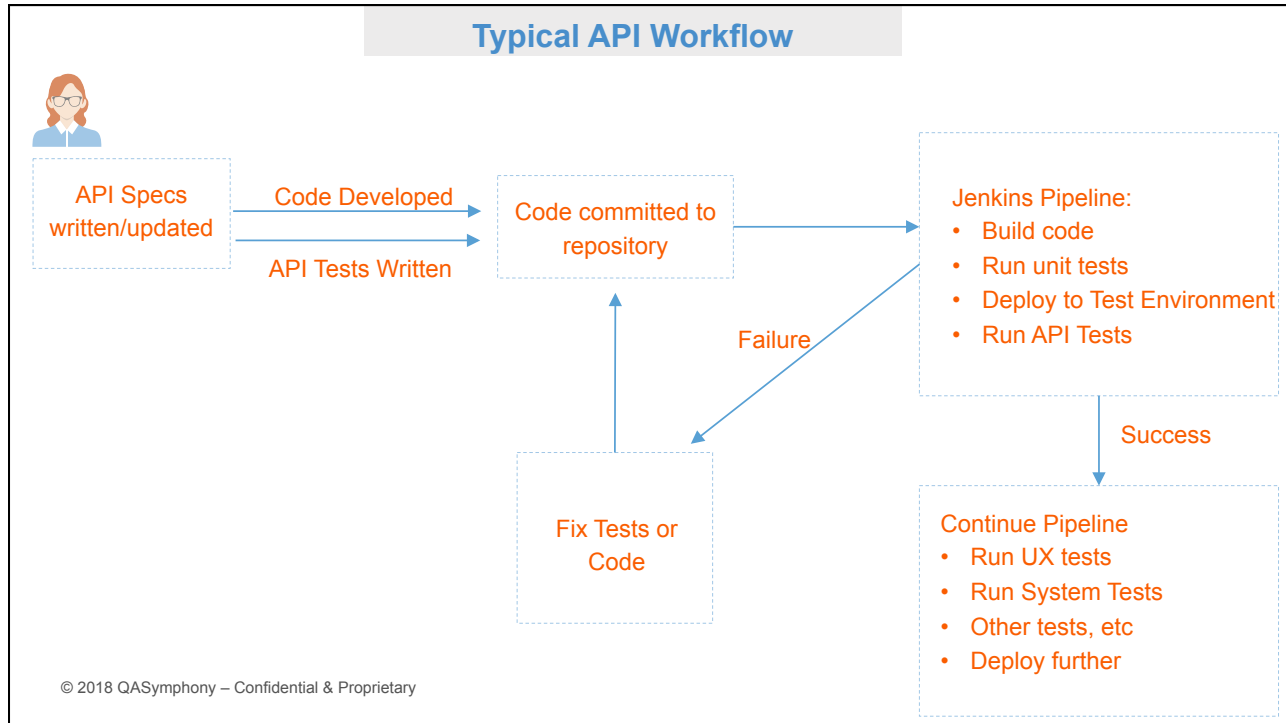 Typical API Workflow
API Specs
written/updated
Code Developed
API Tests Written
Code committed to
repository
Jenkins Pipeline:
• Build code
• Run unit tests
• Deploy to Test Environment
• Run API Tests
Failure
Success
Fix Tests or
Code
Continue Pipeline
• Run UX tests
• Run System Tests
• Other tests, etc
• Deploy further
© 2018 QASymphony – Confidential & Proprietary